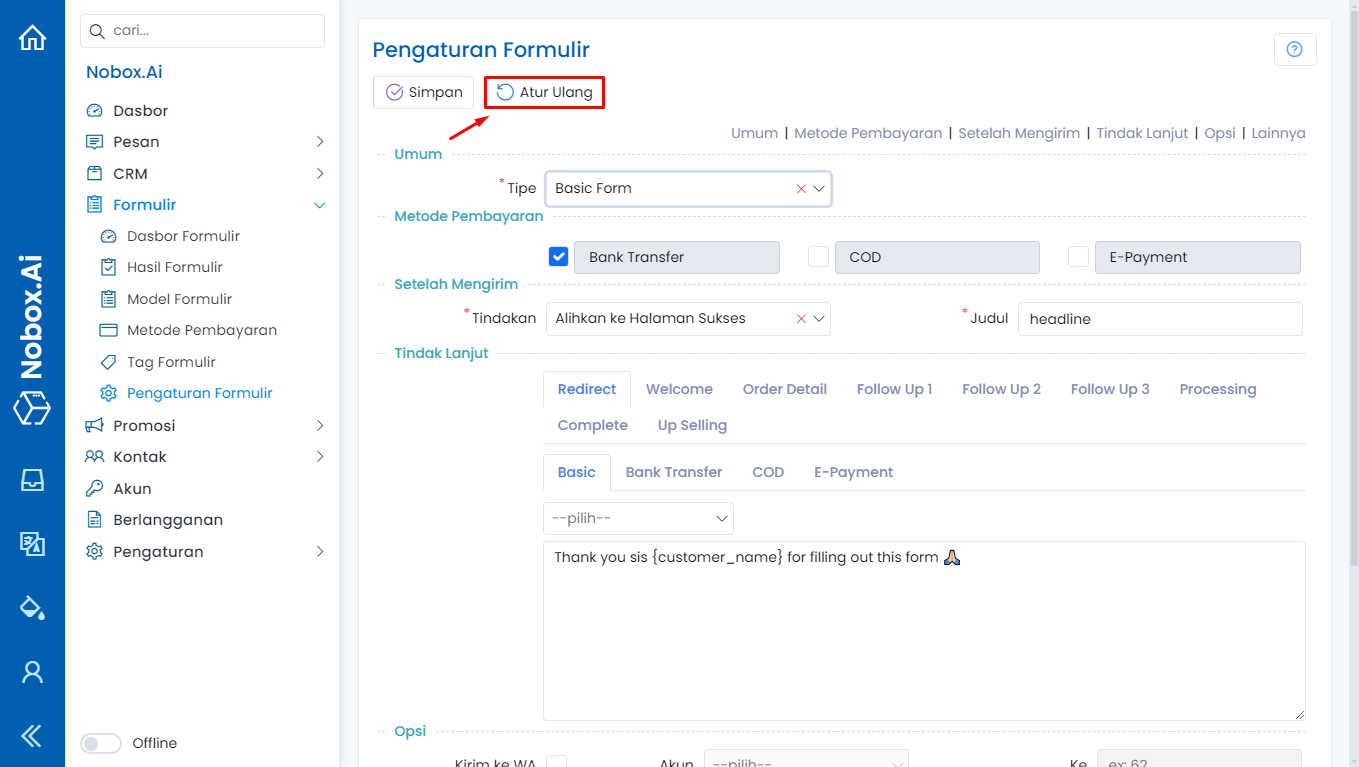 Nobox.Ai
cari...
Nobox.Ai
Dasbor
Pesan
CRM
Formulir
Dasbor Formulir
Hasil Formulir
Model Formulir
Metode Pembayaran
Tag Formulir
Pengaturan Formulir
Promosi
Kontak
Akun
Berlangganan
Pengaturan
Offline
Pengaturan Formulir
Simpan Atur Ulang
Umum | Metode Pembayaran | Setelah Mengirim | Tindak Lanjut | Opsi | Lainnya
Umum
*Tipe Basic Form
Metode Pembayaran
Bank Transfer COD E-Payment
Setelah Mengirim
*Tindakan Alihkan ke Halaman Sukses *Judul headline
Tindak Lanjut
Redirect Welcome Order Detail Follow Up 1 Follow Up 2 Follow Up 3 Processing
Complete Up Selling
Basic Bank Transfer COD E-Payment
--pilih--
Thank you sis {customer_name} for filling out this form 🙏🏼
Opsi
Kirim ke WA Akun --pilih-- Ke ex: 62